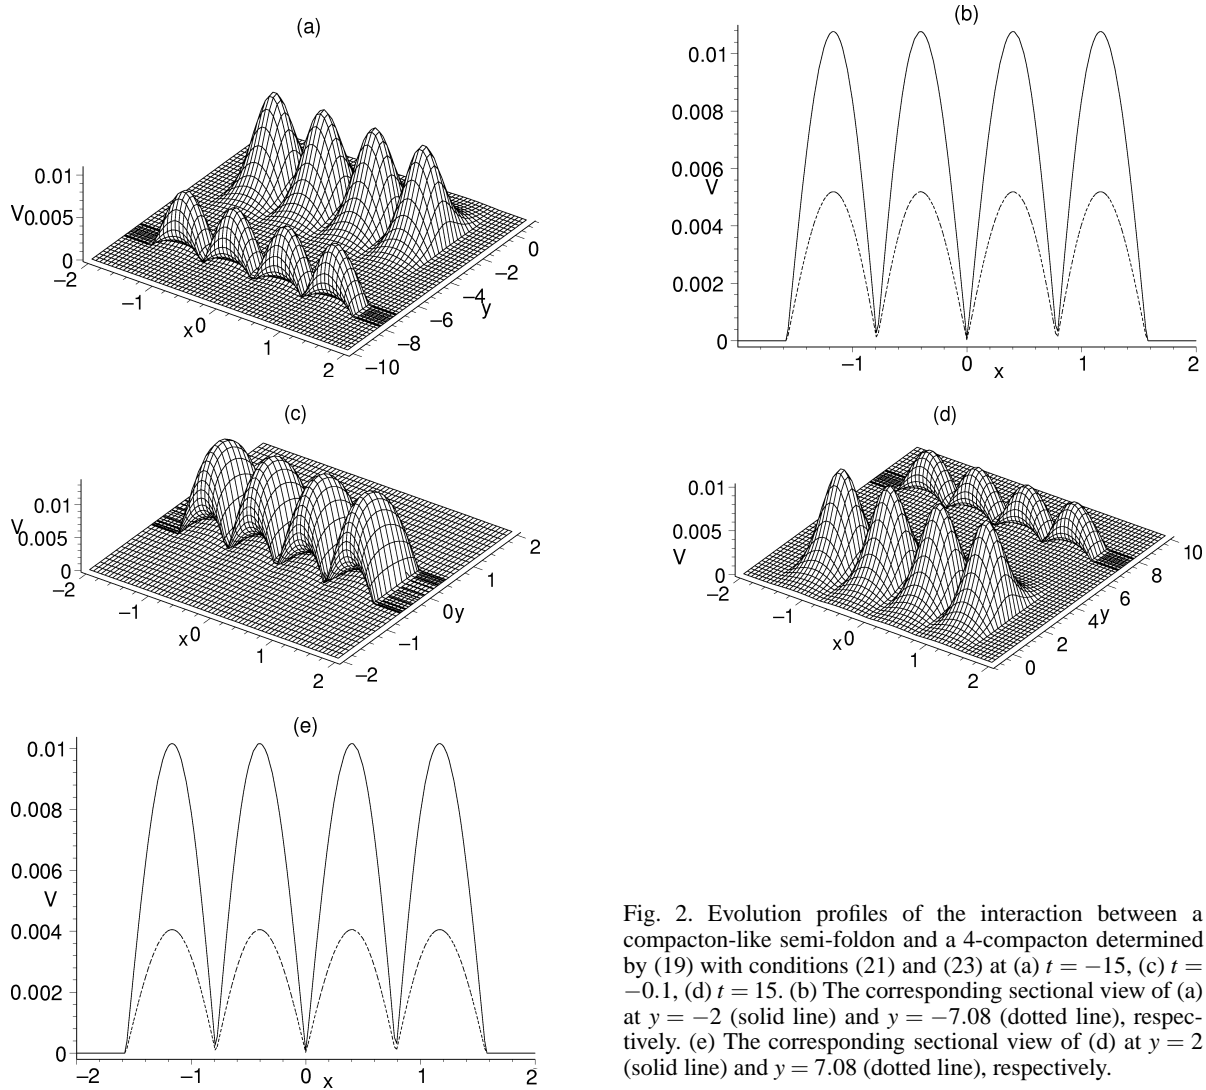 (a)
0.01
V 0.005
0
−2
−1
x 0
1
2
−10
−8
−6
−4
y
−2
0
(b)
0.01
0.008
0.006
V
0.004
0.002
0
−1
0
x
1
2
(c)
0.01
V
0.005
0
−2
−1
x 0
1
2
−2
−1
0 y
1
2
(d)
0.01
0.005
V
0
−2
−1
x 0
1
2
0
2
4 y
6
8
10
(e)
0.01
0.008
0.006
V
0.004
0.002
0
−2
−1
0
x
1
2
Fig. 2. Evolution profiles of the interaction between a
compacton-like semi-foldon and a 4-compacton determined
by (19) with conditions (21) and (23) at (a) t = −15, (c) t =
−0.1, (d) t = 15. (b) The corresponding sectional view of (a)
at y = −2 (solid line) and y = −7.08 (dotted line), respec-
tively. (e) The corresponding sectional view of (d) at y = 2
(solid line) and y = 7.08 (dotted line), respectively.